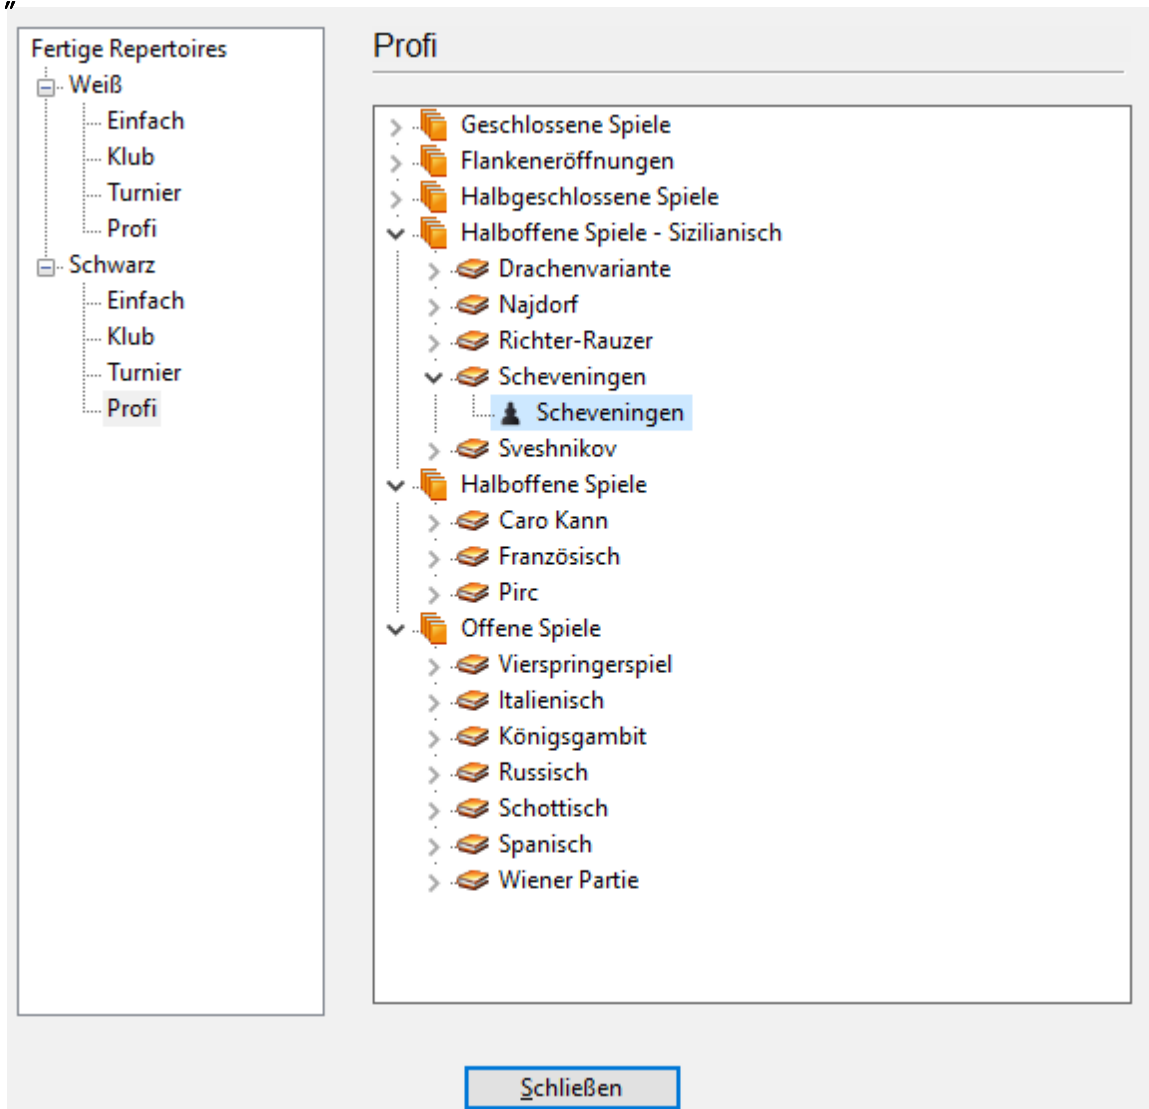 "
Fertige Repertoires
Weiß
Einfach
Klub
Turnier
Profi
Schwarz
Einfach
Klub
Turnier
Profi
Profi
Geschlossene Spiele
Flankeneröffnungen
Halbgeschlossene Spiele
Halboffene Spiele - Sizilianisch
Drachenvariante
Najdorf
Richter-Rauzer
Scheveningen
Scheveningen
Sveshnikov
Halboffene Spiele
Caro Kann
Französisch
Pirc
Offene Spiele
Vierspringerspiel
Italienisch
Königsgambit
Russisch
Schottisch
Spanisch
Wiener Partie
Schließen